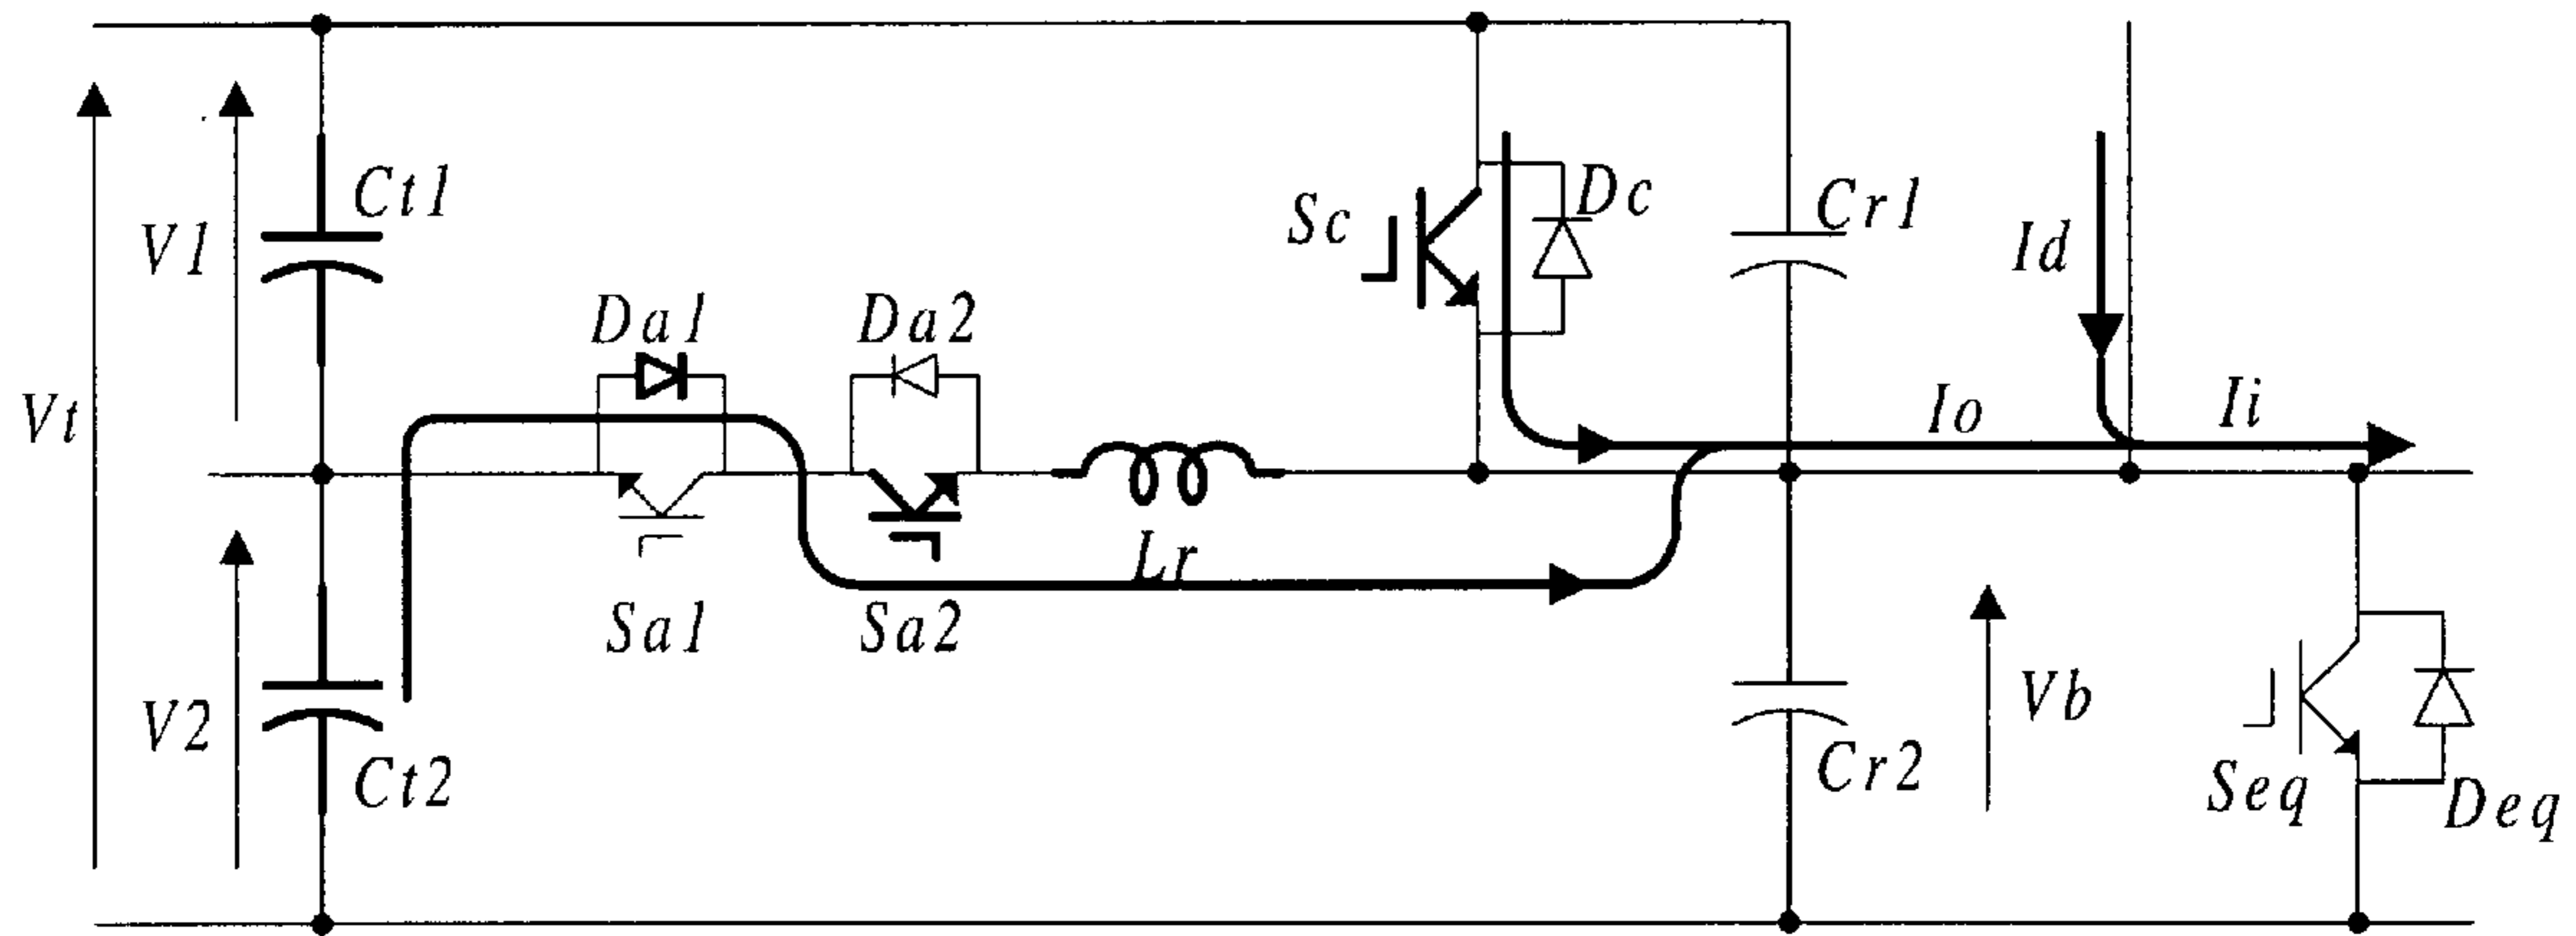 Ct1
Dc
Cr1
Sc
V1
Id
Da1
Da2
Vt
Io
Ii
Lr
Sa1
Sa2
V2
Vb
Ct2
Cr2
Seq
Deq